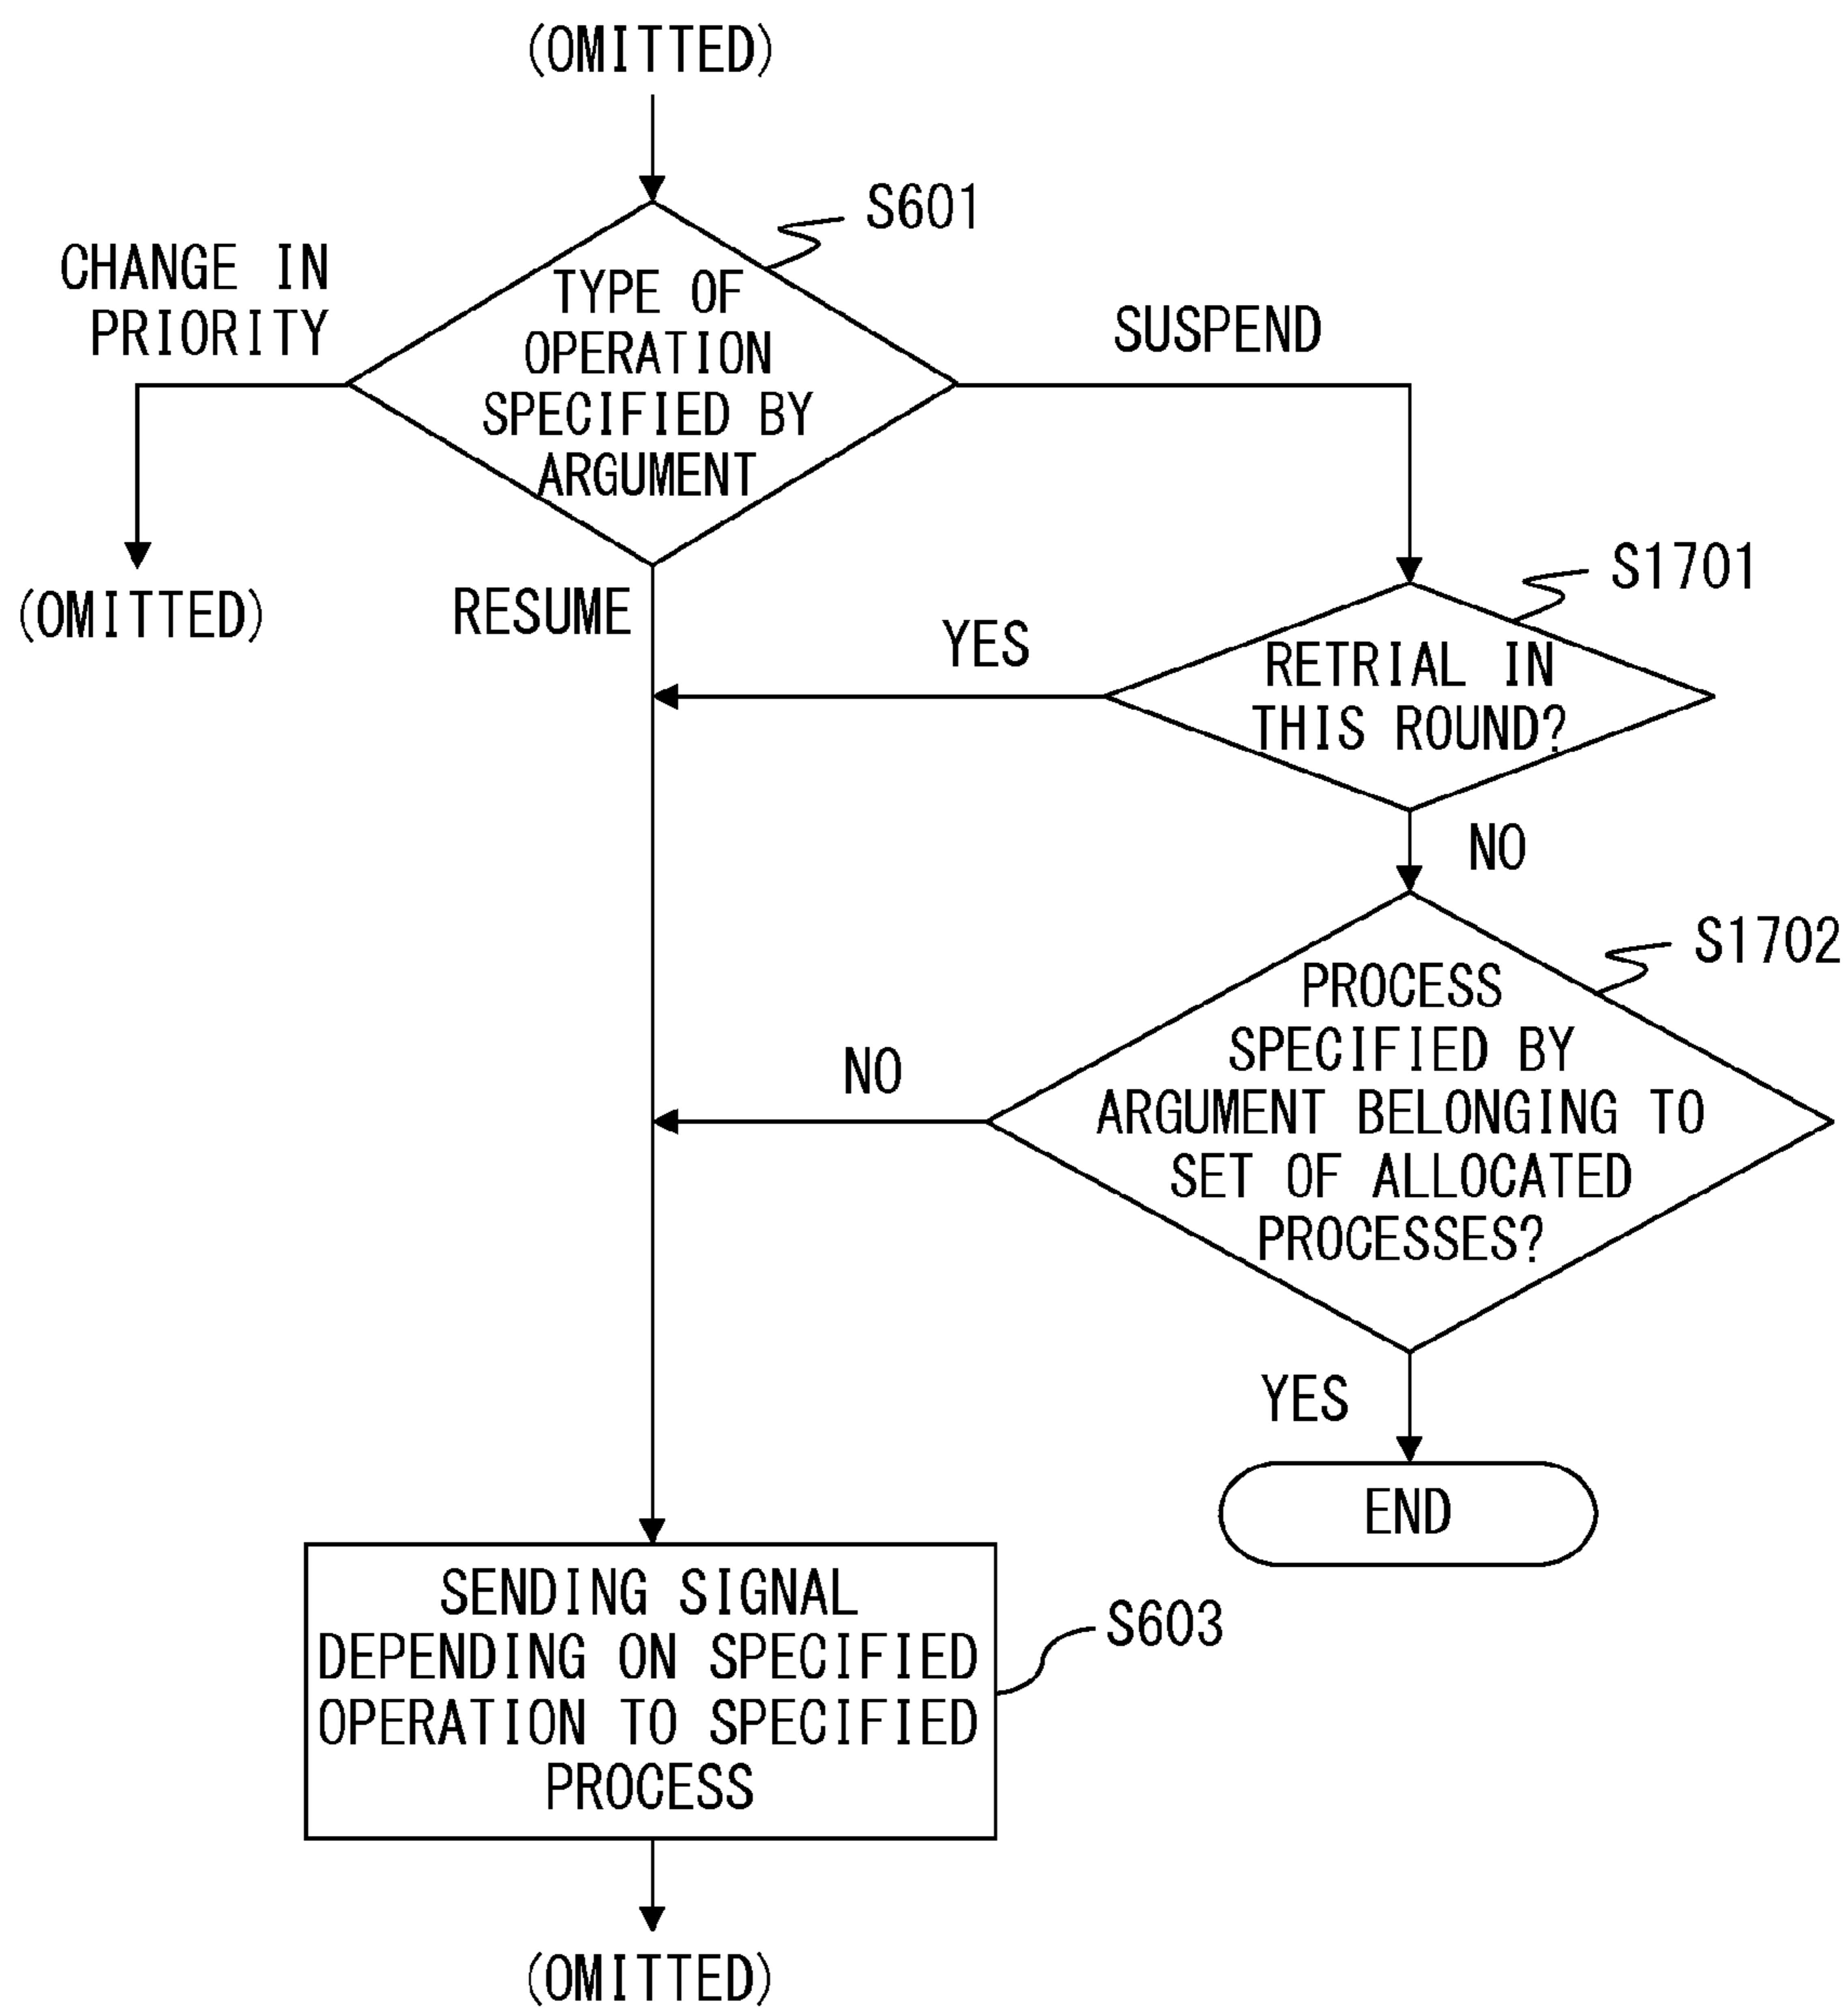 (OMITTED)
S601
CHANGE IN
PRIORITY
TYPE OF
OPERATION
SPECIFIED BY
ARGUMENT
SUSPEND
(OMITTED)
RESUME
S1701
YES
RETRIAL IN
THIS ROUND?
NO
S1702
PROCESS
SPECIFIED BY
ARGUMENT BELONGING TO
SET OF ALLOCATED
PROCESSES?
NO
YES
END
SENDING SIGNAL
DEPENDING ON SPECIFIED
OPERATION TO SPECIFIED
PROCESS
S603
(OMITTED)